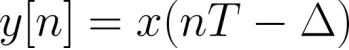 y[n] = x(nT − Δ)